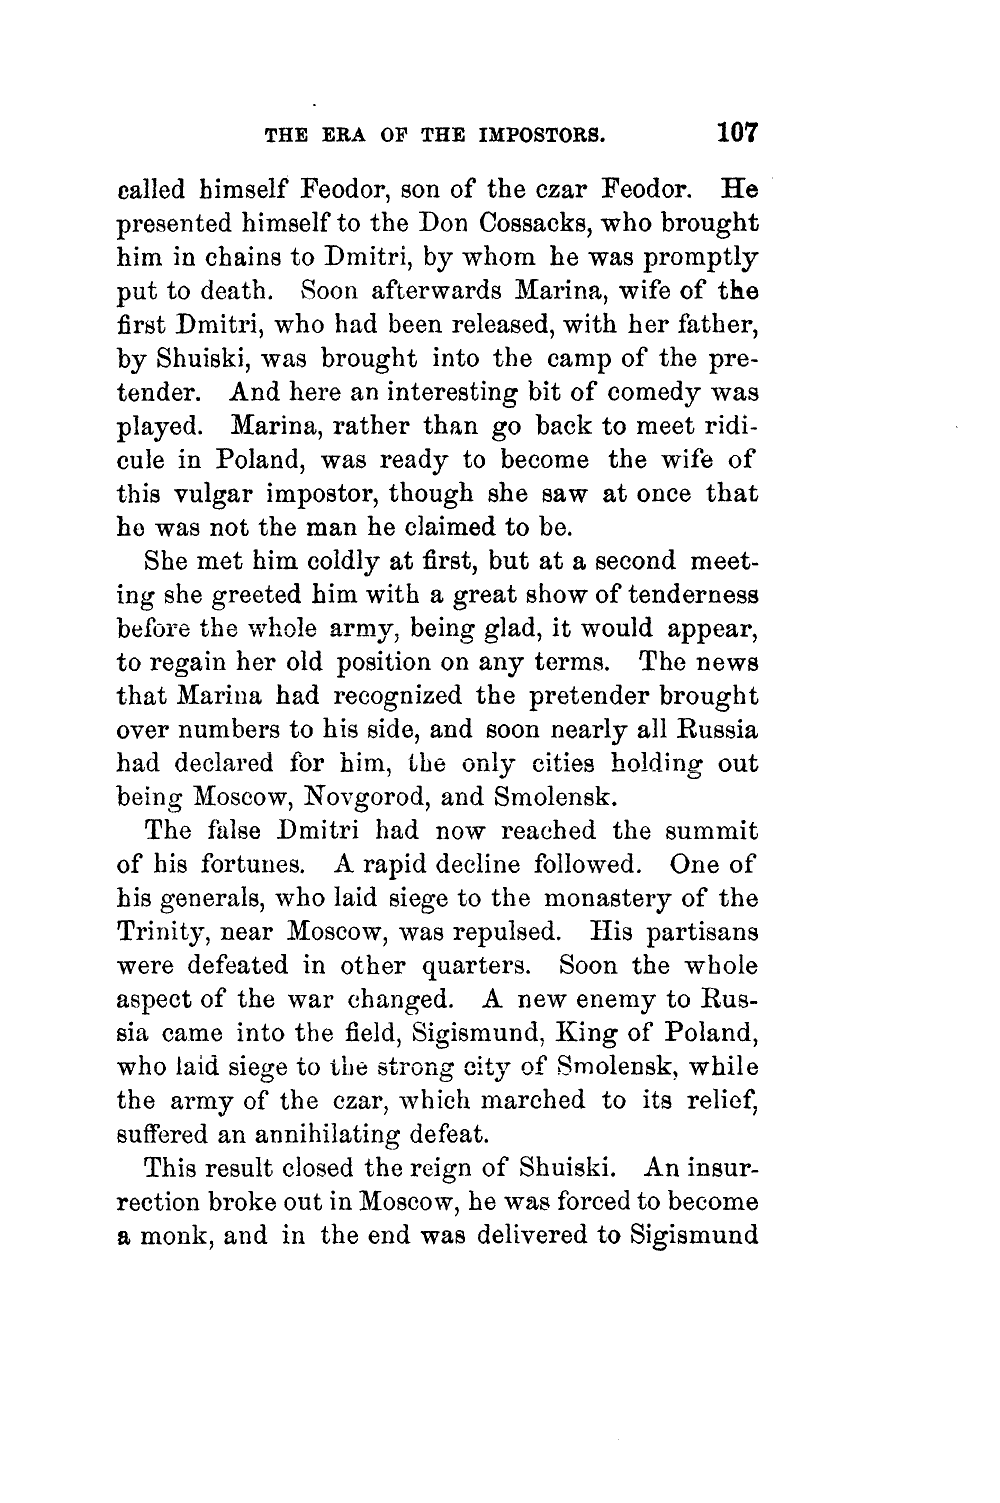 THE ERA OF THE IMPOSTORS. 107
called himself Feodor, son of the czar Feodor. He
presented himself to the Don Cossacks, who brought
him in chains to Dmitri, by whom he was promptly
put to death. Soon afterwards Marina, wife of the
first Dmitri, who had been released, with her father,
by Shuiski, was brought into the camp of the pre-
tender. And here an interesting bit of comedy was
played. Marina, rather than go back to meet ridi-
cule in Poland, was ready to become the wife of
this vulgar impostor, though she saw at once that
he was not the man he claimed to be.
She met him coldly at first, but at a second meet-
ing she greeted him with a great show of tenderness
before the whole army, being glad, it would appear,
to regain her old position on any terms. The news
that Marina had recognized the pretender brought
over numbers to his side, and soon nearly all Russia
had declared for him, the only cities holding out
being Moscow, Novgorod, and Smolensk.
The false Dmitri had now reached the summit
of his fortunes. A rapid decline followed. One of
his generals, who laid siege to the monastery of the
Trinity, near Moscow, was repulsed. His partisans
were defeated in other quarters. Soon the whole
aspect of the war changed. A new enemy to Rus-
sia came into the field, Sigismund, King of Poland,
who laid siege to the strong city of Smolensk, while
the army of the czar, which marched to its relief,
suffered an annihilating defeat.
This result closed the reign of Shuiski. An insur-
rection broke out in Moscow, he was forced to become
a monk, and in the end was delivered to Sigismund